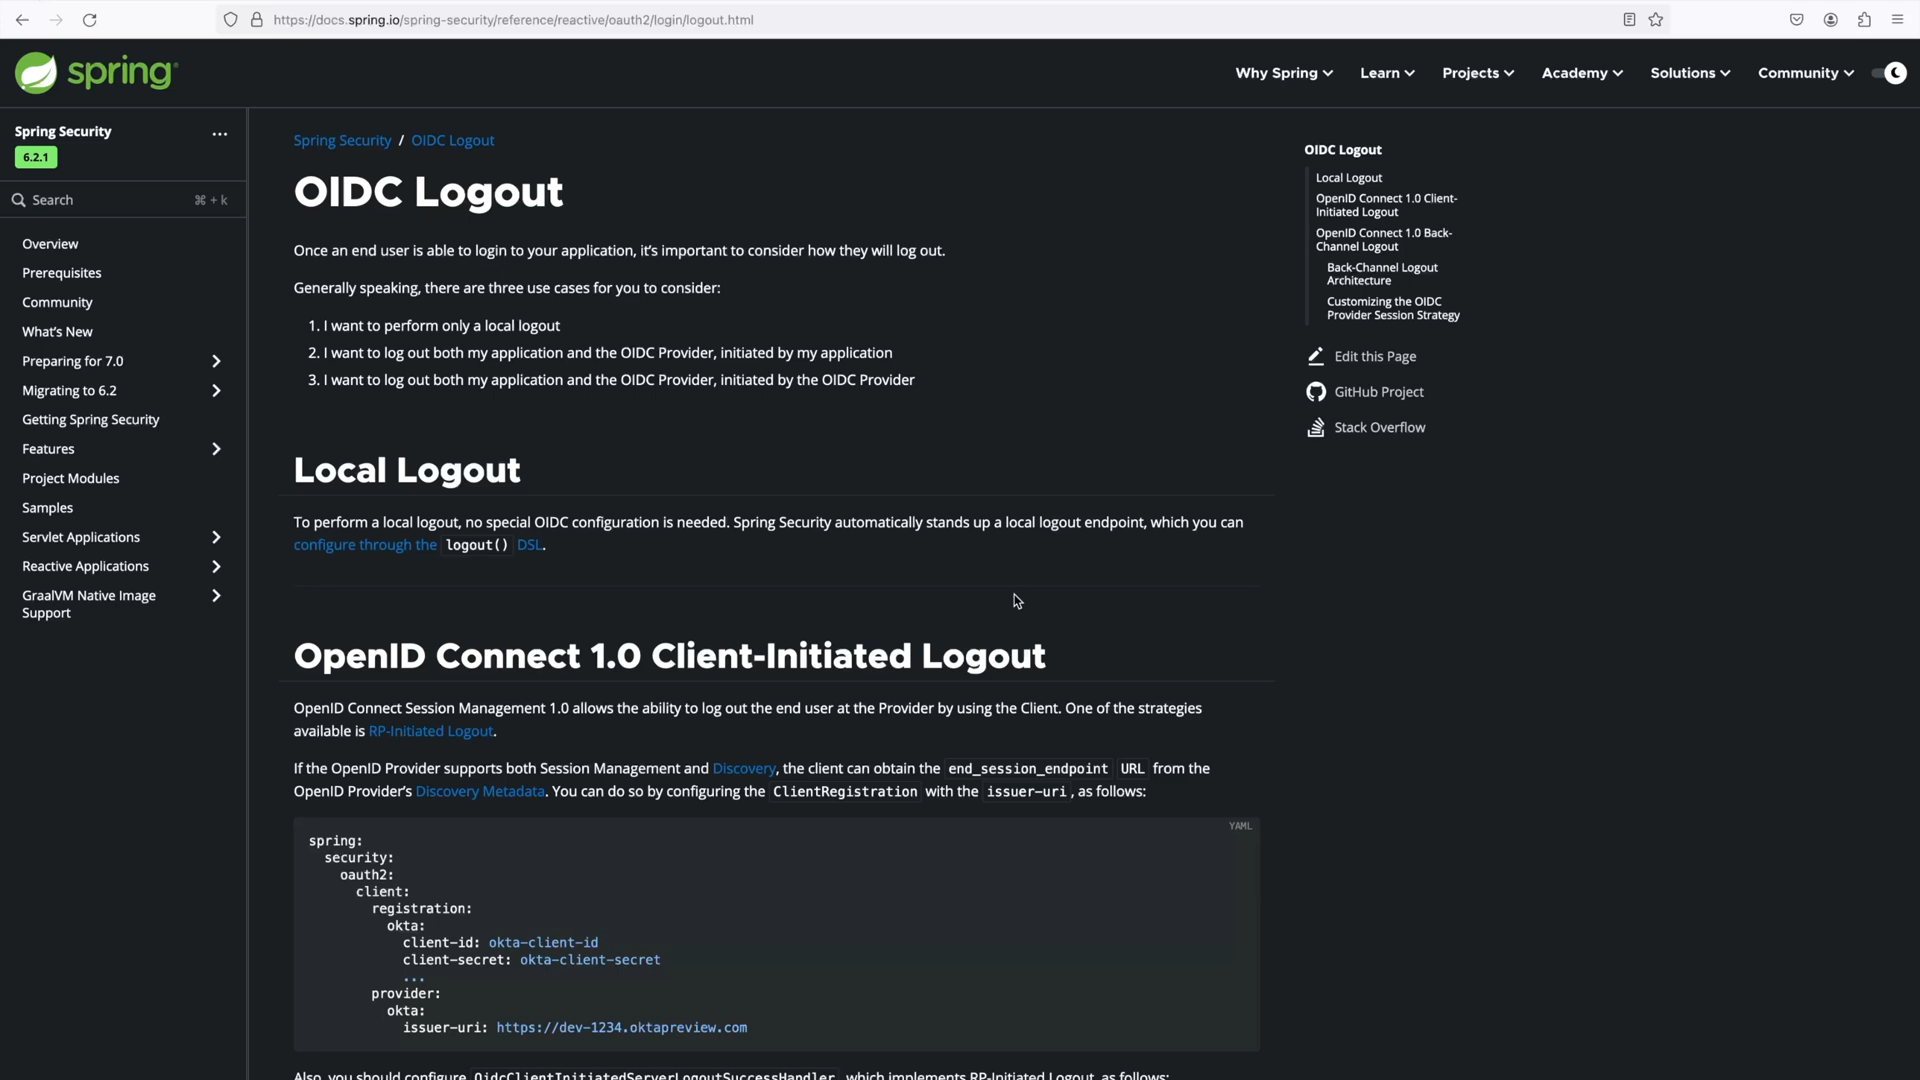 https://docs.spring.io/spring-security/reference/reactive/oauth2/login/logout.html
spring
Why Spring
Learn
Projects
Academy
Solutions
Community
Spring Security
...
6.2.1
Search
⌘ + k
Overview
Prerequisites
Community
What's New
Preparing for 7.0
Migrating to 6.2
Getting Spring Security
Features
Project Modules
Samples
Servlet Applications
Reactive Applications
GraalVM Native Image
Support
Spring Security / OIDC Logout
OIDC Logout
Once an end user is able to login to your application, it's important to consider how they will log out.
Generally speaking, there are three use cases for you to consider:
1. I want to perform only a local logout
2. I want to log out both my application and the OIDC Provider, initiated by my application
3. I want to log out both my application and the OIDC Provider, initiated by the OIDC Provider
Local Logout
To perform a local logout, no special OIDC configuration is needed. Spring Security automatically stands up a local logout endpoint, which you can
configure through the logout() DSL.
OpenID Connect 1.0 Client-Initiated Logout
OpenID Connect Session Management 1.0 allows the ability to log out the end user at the Provider by using the Client. One of the strategies
available is RP-Initiated Logout.
If the OpenID Provider supports both Session Management and Discovery, the client can obtain the end_session_endpoint URL from the
OpenID Provider's Discovery Metadata. You can do so by configuring the ClientRegistration with the issuer-uri, as follows:
YAML
spring:
security:
oauth2:
client:
registration:
okta:
client-id: okta-client-id
client-secret: okta-client-secret
...
provider:
okta:
issuer-uri: https://dev-1234.oktapreview.com
Also, you should configure OidcClientInitiatedServerLogoutSuccessHandler, which implements RP-Initiated Logout, as follows:
OIDC Logout
Local Logout
OpenID Connect 1.0 Client-
Initiated Logout
OpenID Connect 1.0 Back-
Channel Logout
Back-Channel Logout
Architecture
Customizing the OIDC
Provider Session Strategy
Edit this Page
GitHub Project
Stack Overflow